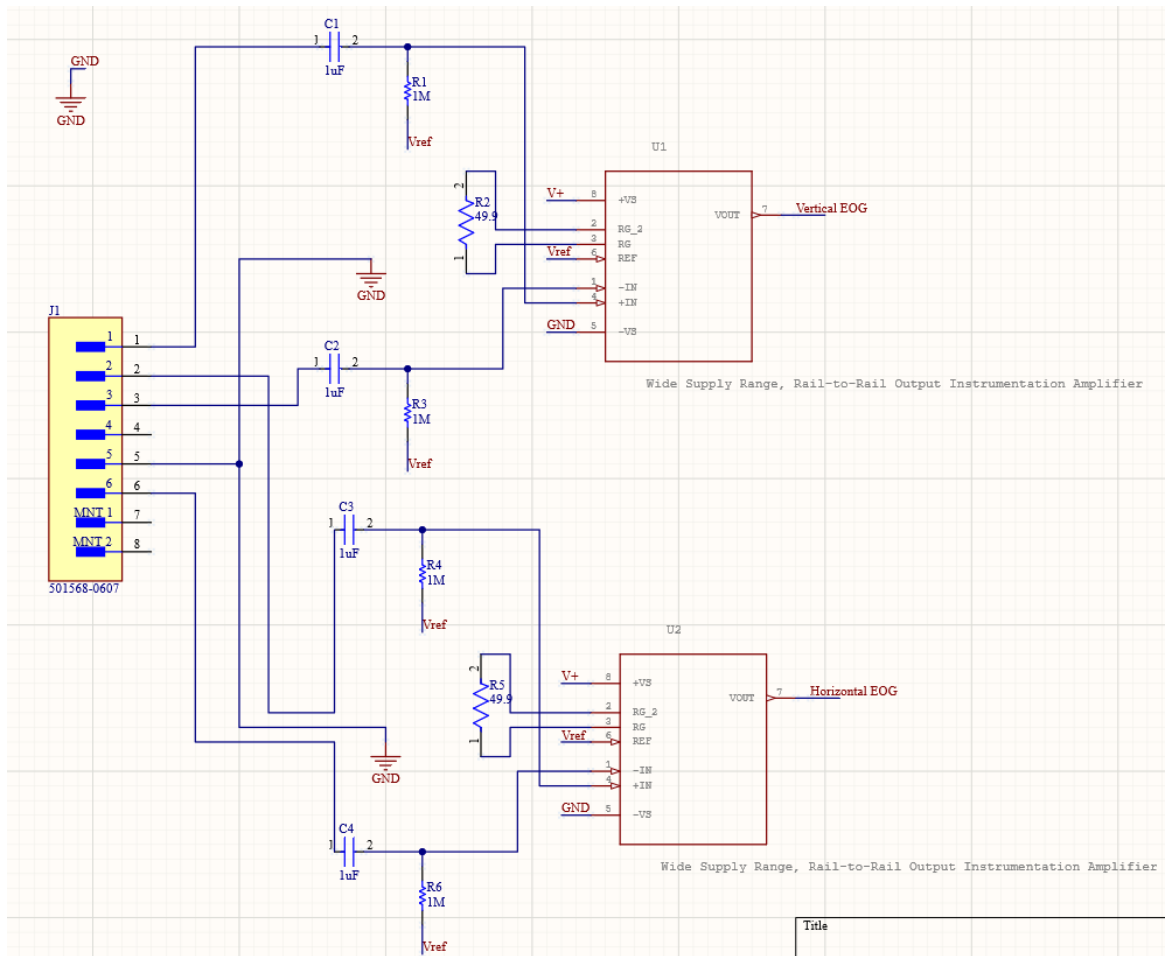 C1
1 2
1uF
GND
GND
R1
1M
Vref
U1
2
R2
49.9
1
V+ 8 +VS
VOUT 7 Vertical EOG
2 RG_2
3 RG
Vref 6 REF
1 -IN
4 +IN
GND 5 -VS
GND
Wide Supply Range, Rail-to-Rail Output Instrumentation Amplifier
J1
1 1
2 2
3 3
4 4
5 5
6 6
MNT 1 7
MNT 2 8
501568-0607
C2
1 2
1uF
R3
1M
Vref
C3
1 2
1uF
R4
1M
Vref
U2
2
R5
49.9
1
V+ 8 +VS
VOUT 7 Horizontal EOG
2 RG_2
3 RG
Vref 6 REF
1 -IN
4 +IN
GND 5 -VS
GND
Wide Supply Range, Rail-to-Rail Output Instrumentation Amplifier
C4
1 2
1uF
R6
1M
Vref
Title